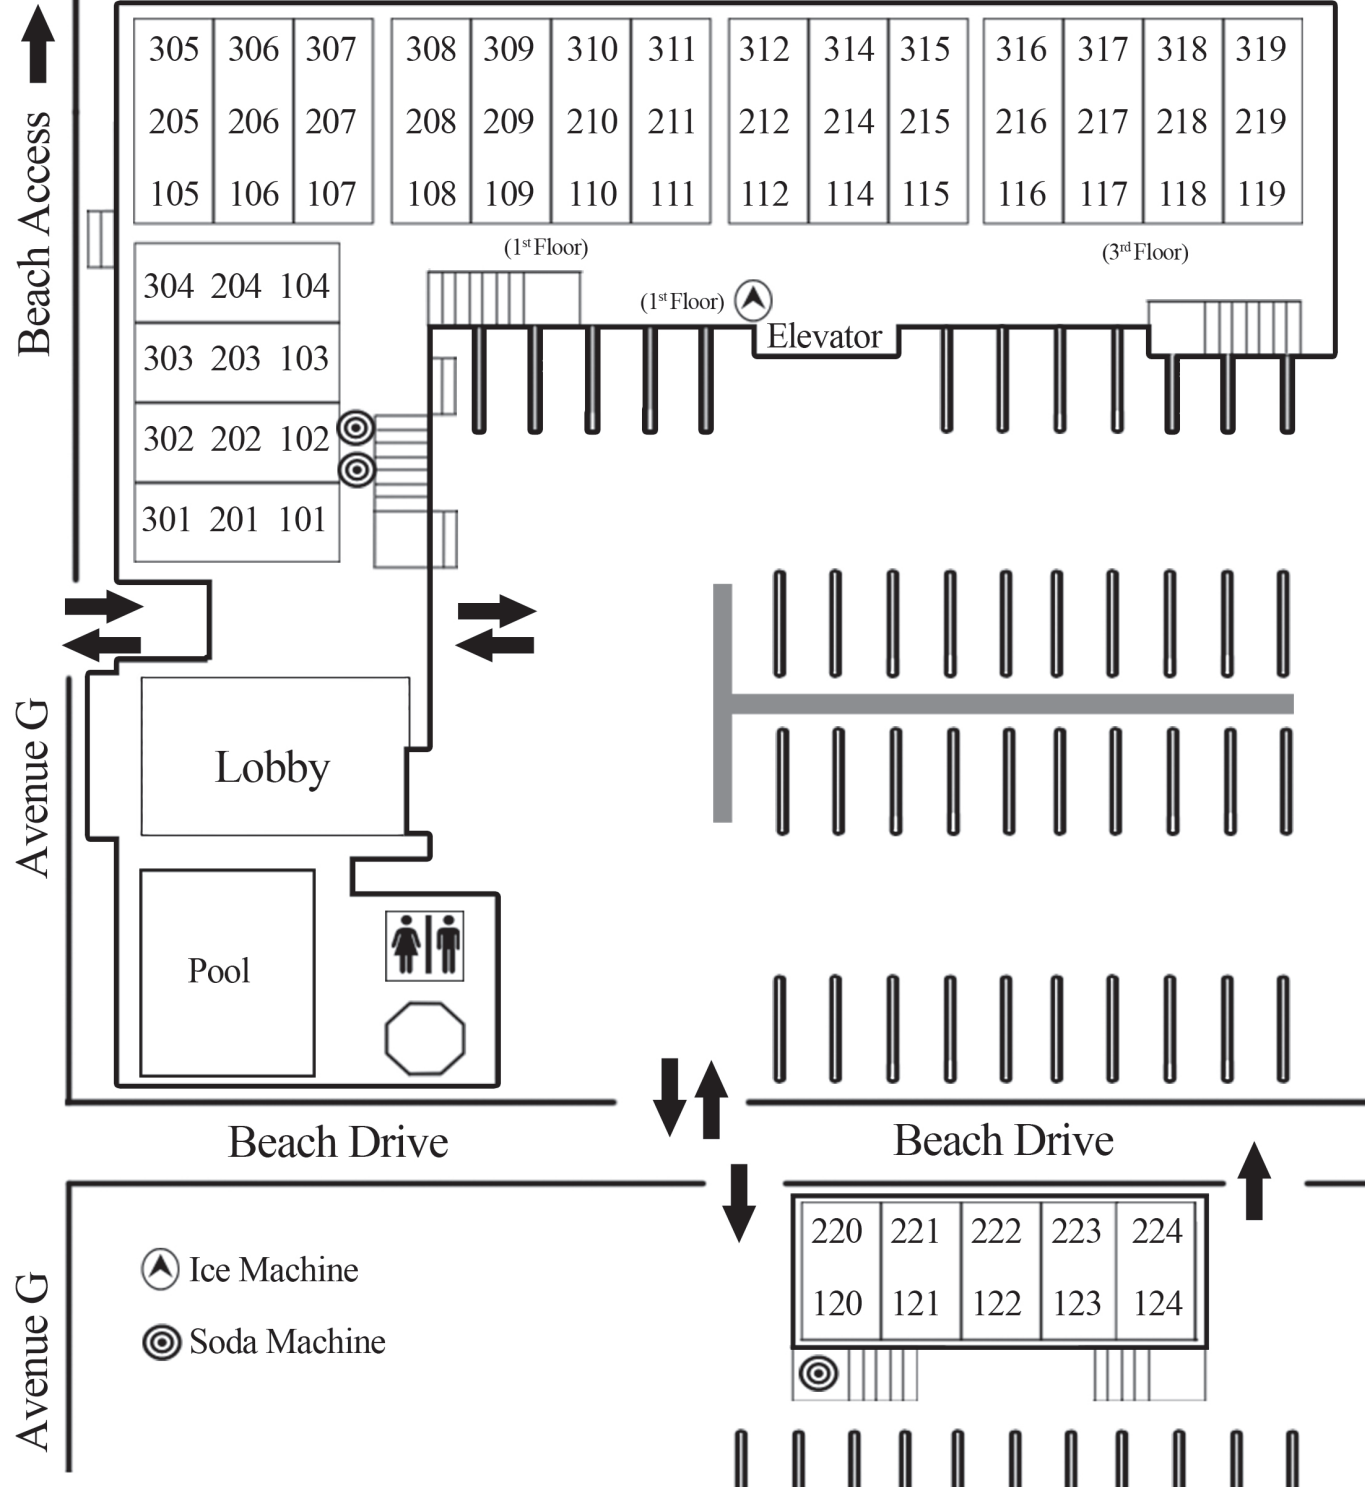 305 306 307 308 309 310 311 312 314 315 316 317 318 319
205 206 207 208 209 210 211 212 214 215 216 217 218 219
105 106 107 108 109 110 111 112 114 115 116 117 118 119
(1st Floor)
(3rd Floor)
Beach Access
304 204 104
(1st Floor)
Elevator
303 203 103
302 202 102
301 201 101
Avenue G
Lobby
Pool
Beach Drive
Beach Drive
220 221 222 223 224
120 121 122 123 124
Ice Machine
Soda Machine
Avenue G